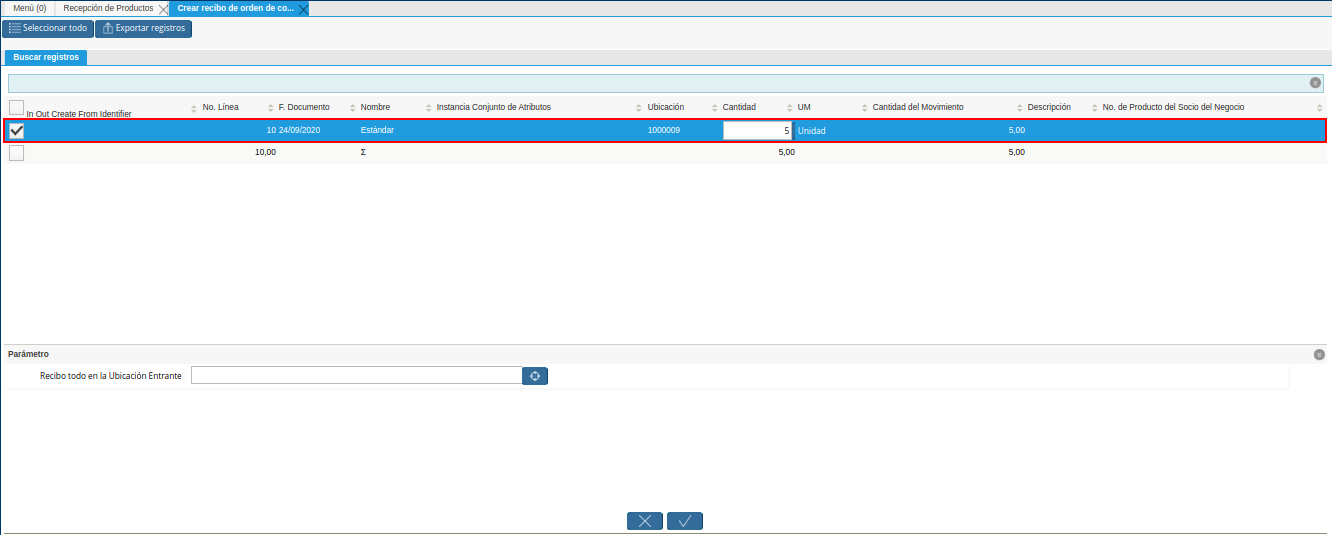 Menú (0) Recepción de Productos Crear recibo de orden de co...
Seleccionar todo Exportar registros
Buscar registros
In Out Create From Identifier No. Línea F. Documento Nombre Instancia Conjunto de Atributos Ubicación Cantidad UM Cantidad del Movimiento Descripción No. de Producto del Socio del Negocio
10 24/09/2020 Estándar 1000009 5 Unidad 5,00
10,00 Σ 5,00 5,00
Parámetro
Recibo todo en la Ubicación Entrante